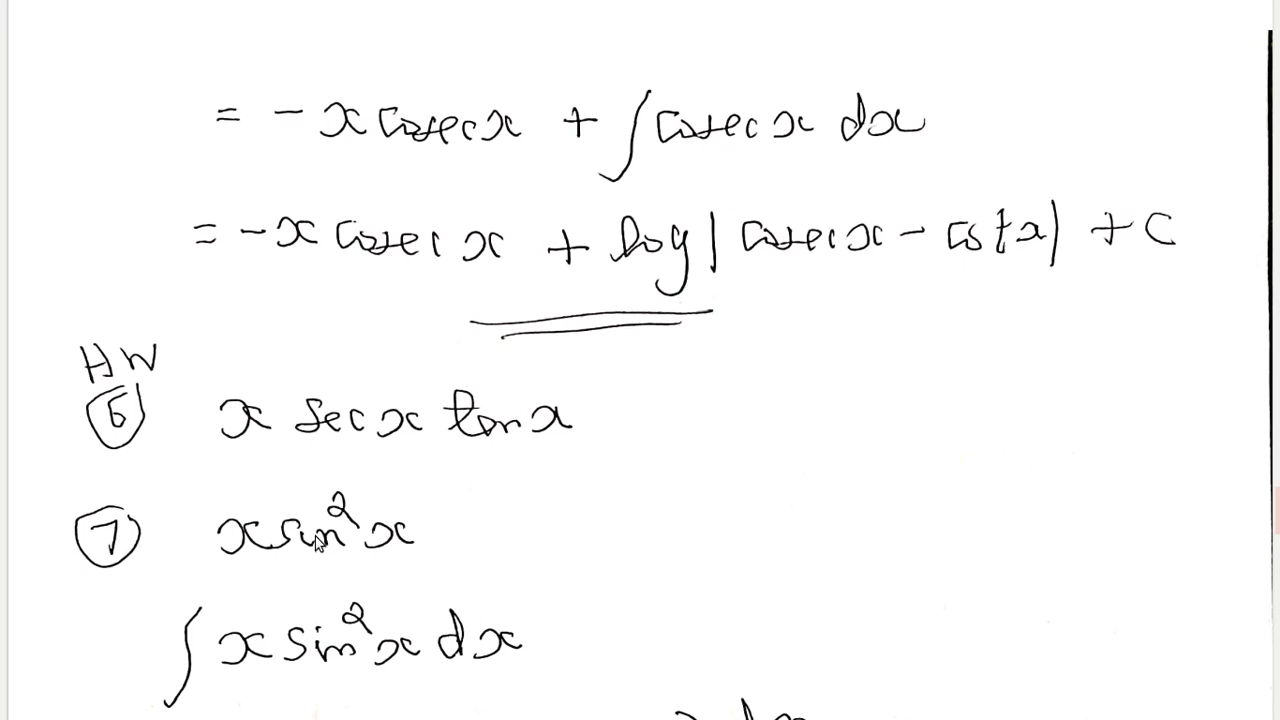 = - x cosec x + ∫ cosec x dx
= - x cosec x + log | cosec x - cot x | + C
HW
⑥ x sec x tan x
⑦ x sin²x
∫ x sin²x dx